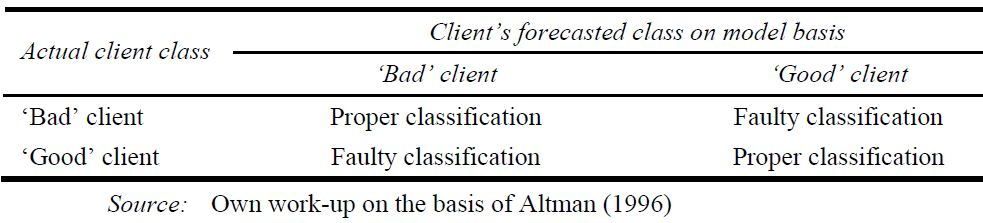 Actual client class Client’s forecasted class on model basis
‘Bad’ client ‘Good’ client
‘Bad’ client Proper classification Faulty classification
‘Good’ client Faulty classification Proper classification
Source: Own work-up on the basis of Altman (1996)